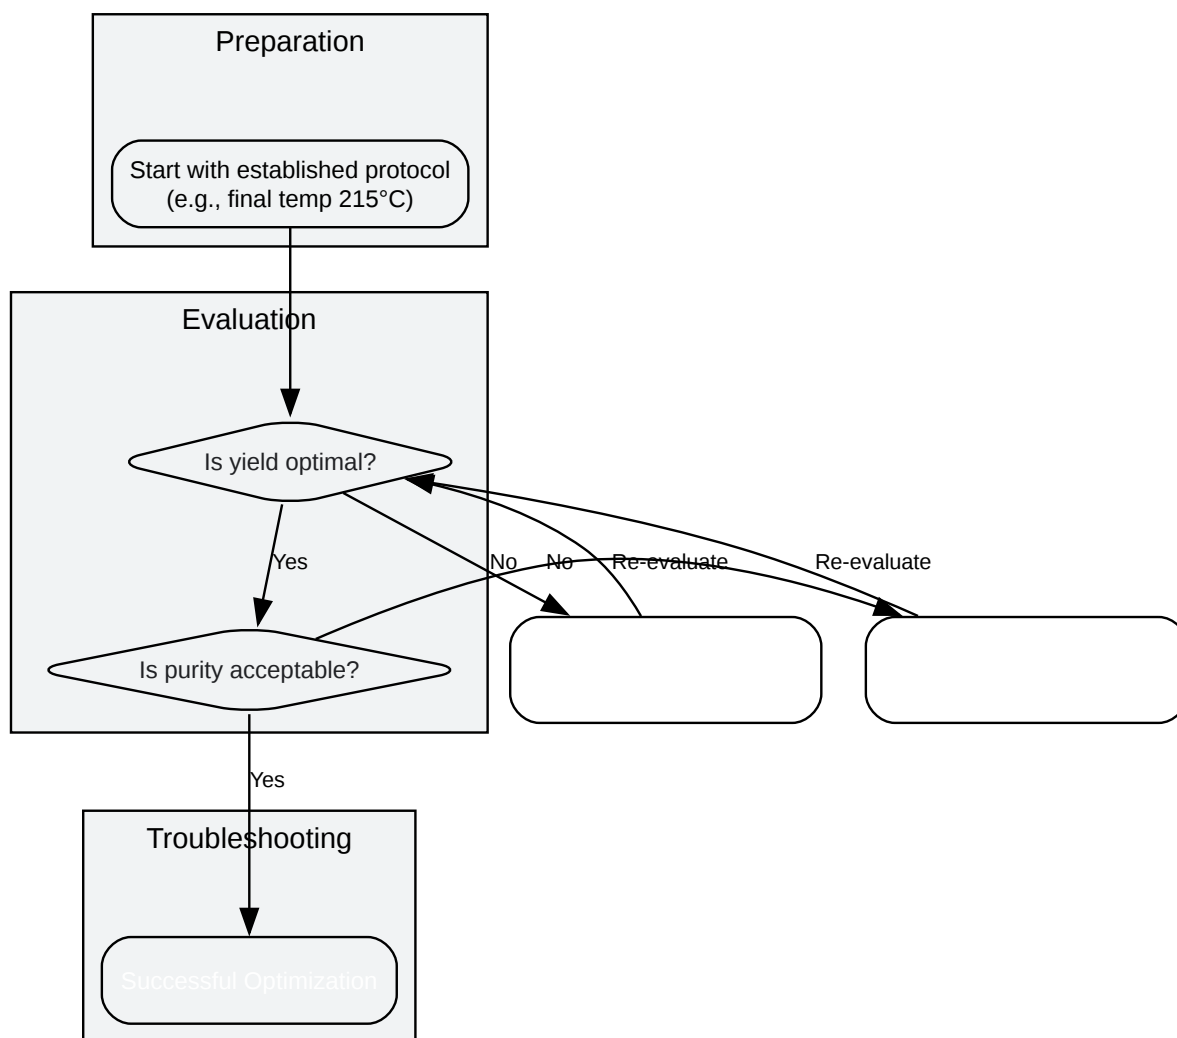 Preparation
Start with established protocol
(e.g., final temp 215°C)
Evaluation
Is yield optimal?
Yes
No
No
Re-evaluate
Re-evaluate
Is purity acceptable?
Yes
Troubleshooting
Successful Optimization